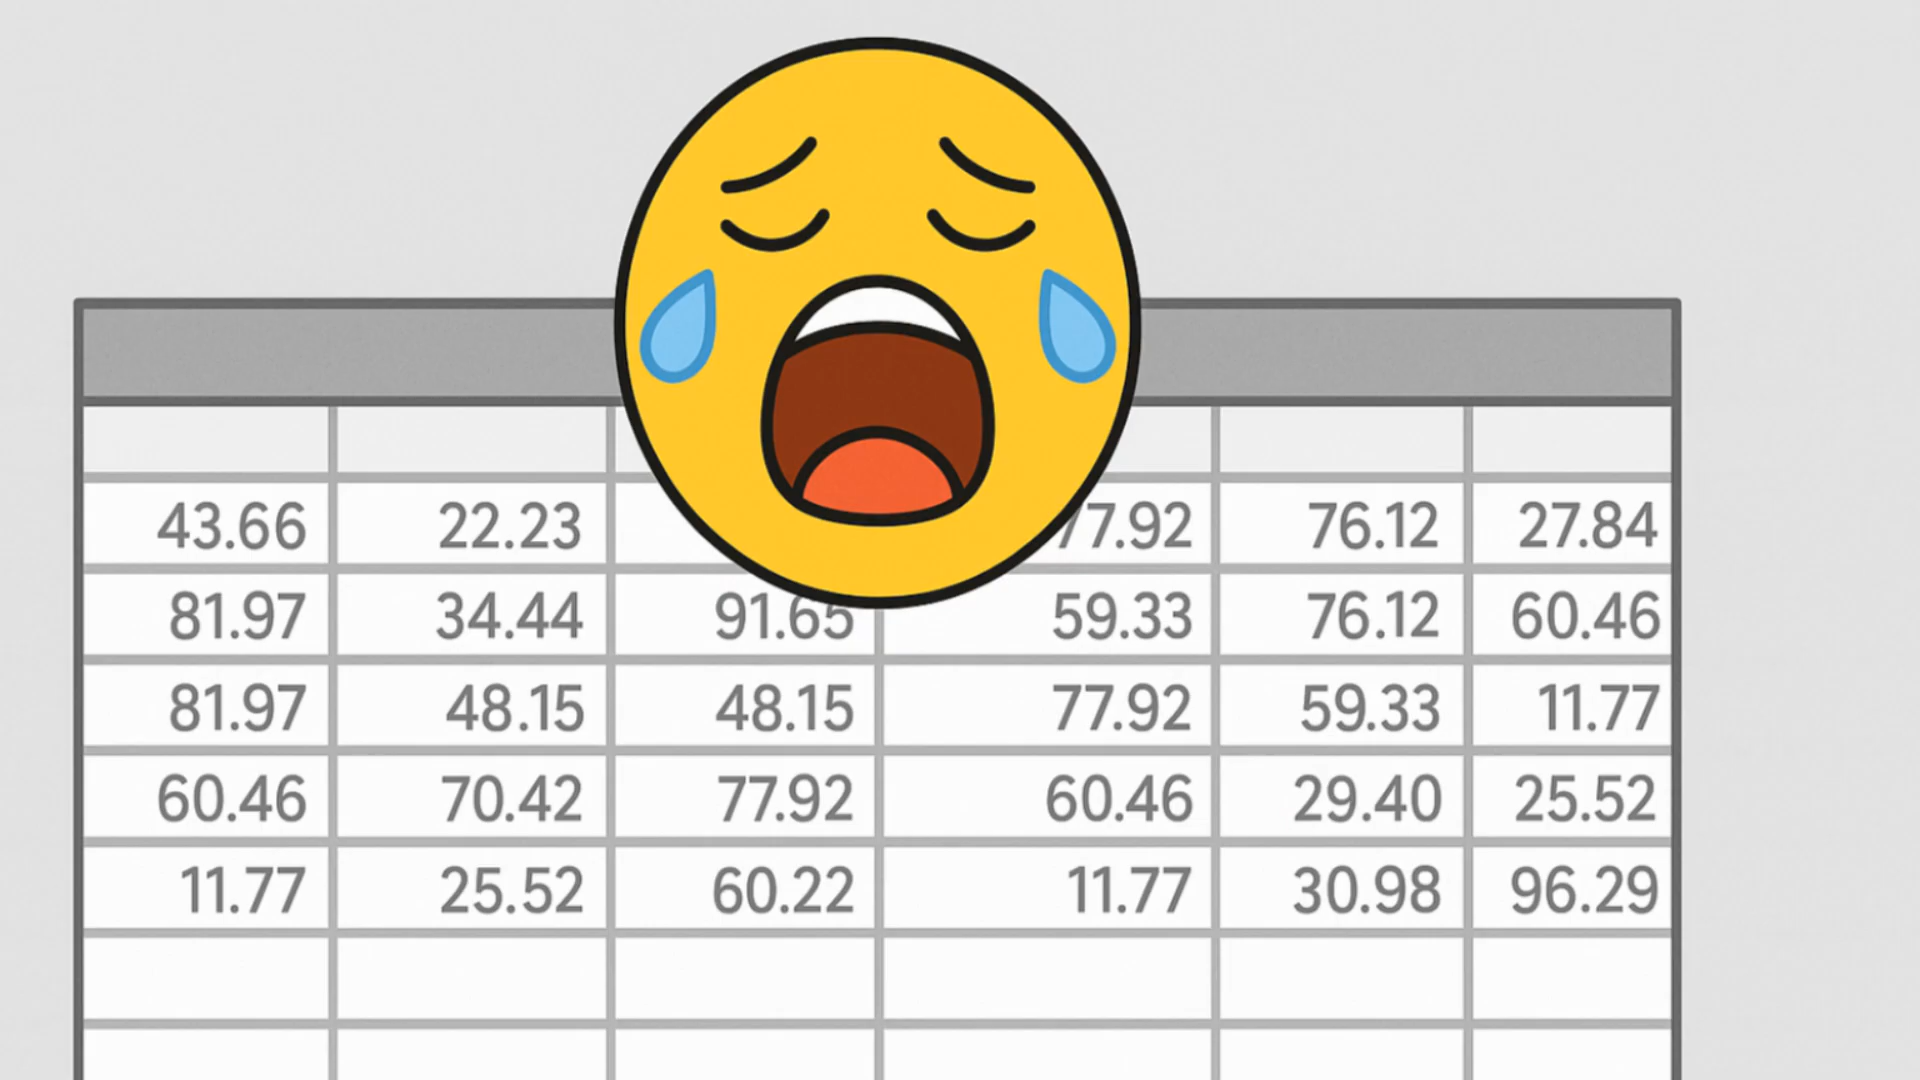 43.66 22.23 77.92 76.12 27.84
81.97 34.44 91.65 59.33 76.12 60.46
81.97 48.15 48.15 77.92 59.33 11.77
60.46 70.42 77.92 60.46 29.40 25.52
11.77 25.52 60.22 11.77 30.98 96.29